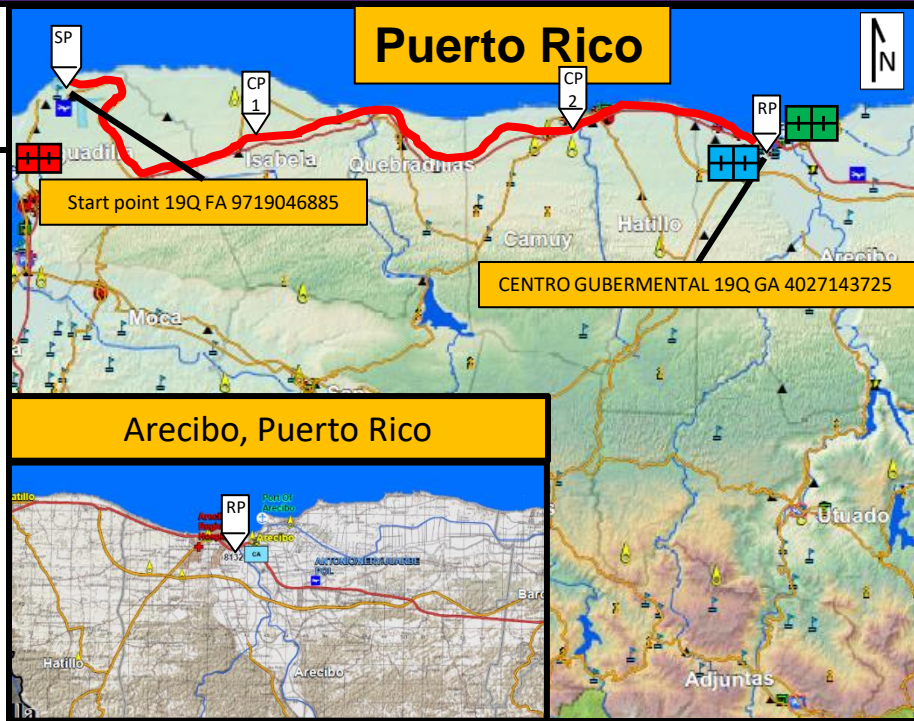 Puerto Rico
N
SP
CP
1
CP
2
RP
Isabela
Quebradillas
Start point 19Q FA 9719046885
Camuy
Hatillo
Arecibo
CENTRO GUBERMENTAL 19Q GA 4027143725
Moca
Arecibo, Puerto Rico
Utuado
Adjuntas
RP
Port Of
Arecibo
Arecibo
8132
CA
Hatillo
Arecibo